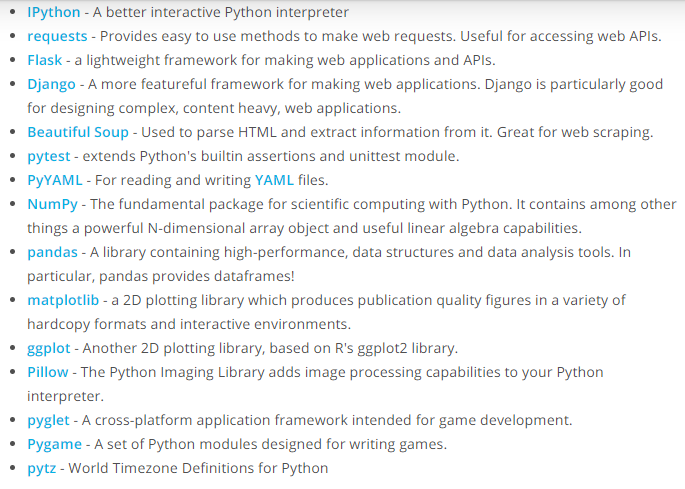 IPython - A better interactive Python interpreter
requests - Provides easy to use methods to make web requests. Useful for accessing web APIs.
Flask - a lightweight framework for making web applications and APIs.
Django - A more featureful framework for making web applications. Django is particularly good
for designing complex, content heavy, web applications.
Beautiful Soup - Used to parse HTML and extract information from it. Great for web scraping.
pytest - extends Python's builtin assertions and unittest module.
PyYAML - For reading and writing YAML files.
NumPy - The fundamental package for scientific computing with Python. It contains among other
things a powerful N-dimensional array object and useful linear algebra capabilities.
pandas - A library containing high-performance, data structures and data analysis tools. In
particular, pandas provides dataframes!
matplotlib - a 2D plotting library which produces publication quality figures in a variety of
hardcopy formats and interactive environments.
ggplot - Another 2D plotting library, based on R's ggplot2 library.
Pillow - The Python Imaging Library adds image processing capabilities to your Python
interpreter.
pyglet - A cross-platform application framework intended for game development.
Pygame - A set of Python modules designed for writing games.
pytz - World Timezone Definitions for Python